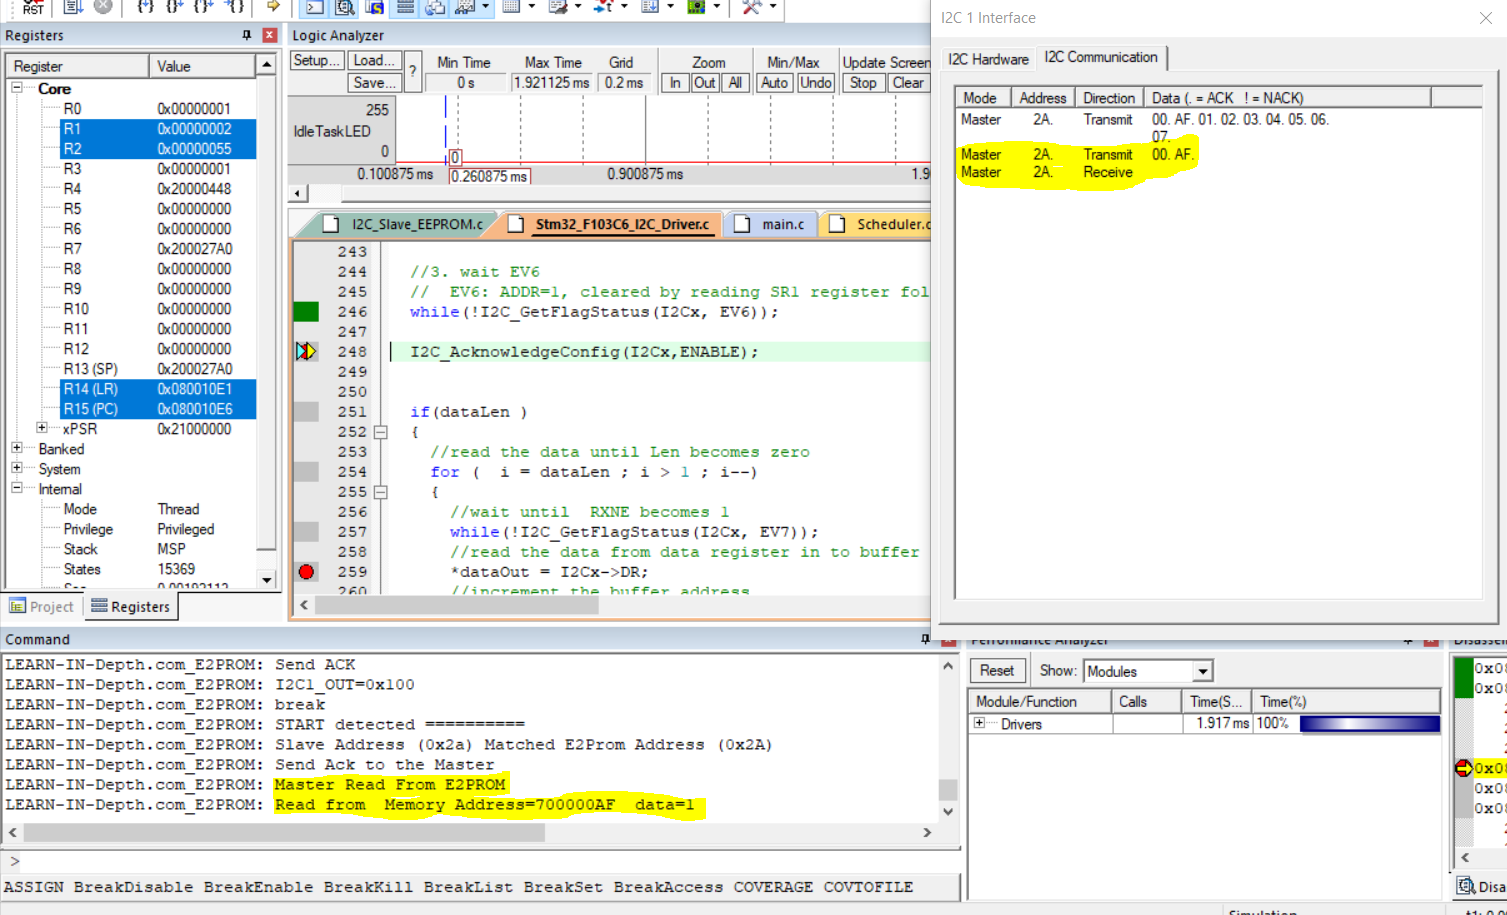 RST
Registers
Register Value
Core
R0 0x00000001
R1 0x00000002
R2 0x00000055
R3 0x00000001
R4 0x20000448
R5 0x00000000
R6 0x00000000
R7 0x200027A0
R8 0x00000000
R9 0x00000000
R10 0x00000000
R11 0x00000000
R12 0x00000000
R13 (SP) 0x200027A0
R14 (LR) 0x080010E1
R15 (PC) 0x080010E6
xPSR 0x21000000
Banked
System
Internal
Mode Thread
Privilege Privileged
Stack MSP
States 15369
Project Registers
Logic Analyzer
Setup... Load... Min Time Max Time Grid Zoom Min/Max Update Screen
Save... ? 0 s 1.921125 ms 0.2 ms In Out All Auto Undo Stop Clear
255
IdleTaskLED
0 0
0.100875 ms 0.260875 ms 0.900875 ms 1.9
I2C_Slave_EEPROM.c Stm32_F103C6_I2C_Driver.c main.c Scheduler.c
243
244 //3. wait EV6
245 // EV6: ADDR=1, cleared by reading SR1 register fol
246 while(!I2C_GetFlagStatus(I2Cx, EV6));
247
248 I2C_AcknowledgeConfig(I2Cx,ENABLE);
249
250
251 if(dataLen )
252 {
253 //read the data until Len becomes zero
254 for ( i = dataLen ; i > 1 ; i--)
255 {
256 //wait until RXNE becomes 1
257 while(!I2C_GetFlagStatus(I2Cx, EV7));
258 //read the data from data register in to buffer
259 *dataOut = I2Cx->DR;
260 //increment the buffer address
I2C 1 Interface
I2C Hardware I2C Communication
Mode Address Direction Data (. = ACK ! = NACK)
Master 2A. Transmit 00. AF. 01. 02. 03. 04. 05. 06.
07.
Master 2A. Transmit 00. AF.
Master 2A. Receive
Command
LEARN-IN-Depth.com_E2PROM: Send ACK
LEARN-IN-Depth.com_E2PROM: I2C1_OUT=0x100
LEARN-IN-Depth.com_E2PROM: break
LEARN-IN-Depth.com_E2PROM: START detected ==========
LEARN-IN-Depth.com_E2PROM: Slave Address (0x2a) Matched E2Prom Address (0x2A)
LEARN-IN-Depth.com_E2PROM: Send Ack to the Master
LEARN-IN-Depth.com_E2PROM: Master Read From E2PROM
LEARN-IN-Depth.com_E2PROM: Read from Memory Address=700000AF data=1
>
ASSIGN BreakDisable BreakEnable BreakKill BreakList BreakSet BreakAccess COVERAGE COVTOFILE
Performance Analyzer
Reset Show: Modules
Module/Function Calls Time(S... Time(%)
Drivers 1.917 ms 100%
Disassem
0x08
0x08
0x08
0x08
0x08
Disa
Simulation